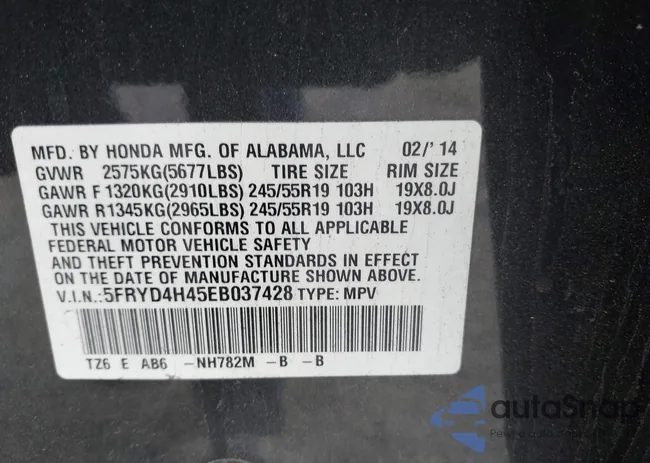 MFD. BY HONDA MFG. OF ALABAMA, LLC 02/' 14
GVWR 2575KG(5677LBS) TIRE SIZE RIM SIZE
GAWR F 1320KG(2910LBS) 245/55R19 103H 19X8.0J
GAWR R1345KG(2965LBS) 245/55R19 103H 19X8.0J
THIS VEHICLE CONFORMS TO ALL APPLICABLE
FEDERAL MOTOR VEHICLE SAFETY
AND THEFT PREVENTION STANDARDS IN EFFECT
ON THE DATE OF MANUFACTURE SHOWN ABOVE.
V.I.N.:5FRYD4H45EB037428 TYPE: MPV
TZ6 E AB6 -NH782M -B -B
autoSnap
Pewne auto